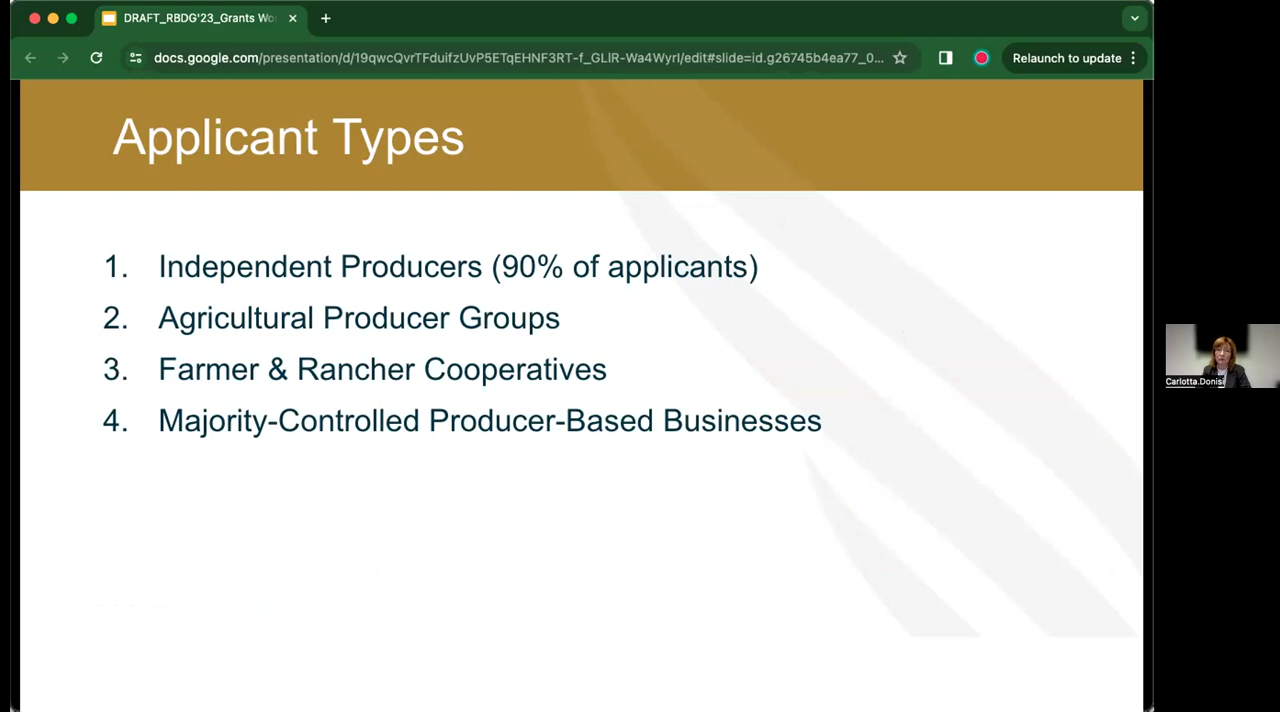 DRAFT_RBDG'23_Grants Wo
docs.google.com/presentation/d/19qwcQvrTFduifzUvP5ETqEHNF3RT-f_GLlR-Wa4WyrI/edit#slide=id.g26745b4ea77_0...
Relaunch to update
Applicant Types
1. Independent Producers (90% of applicants)
2. Agricultural Producer Groups
3. Farmer & Rancher Cooperatives
4. Majority-Controlled Producer-Based Businesses
Carlotta.Donisi